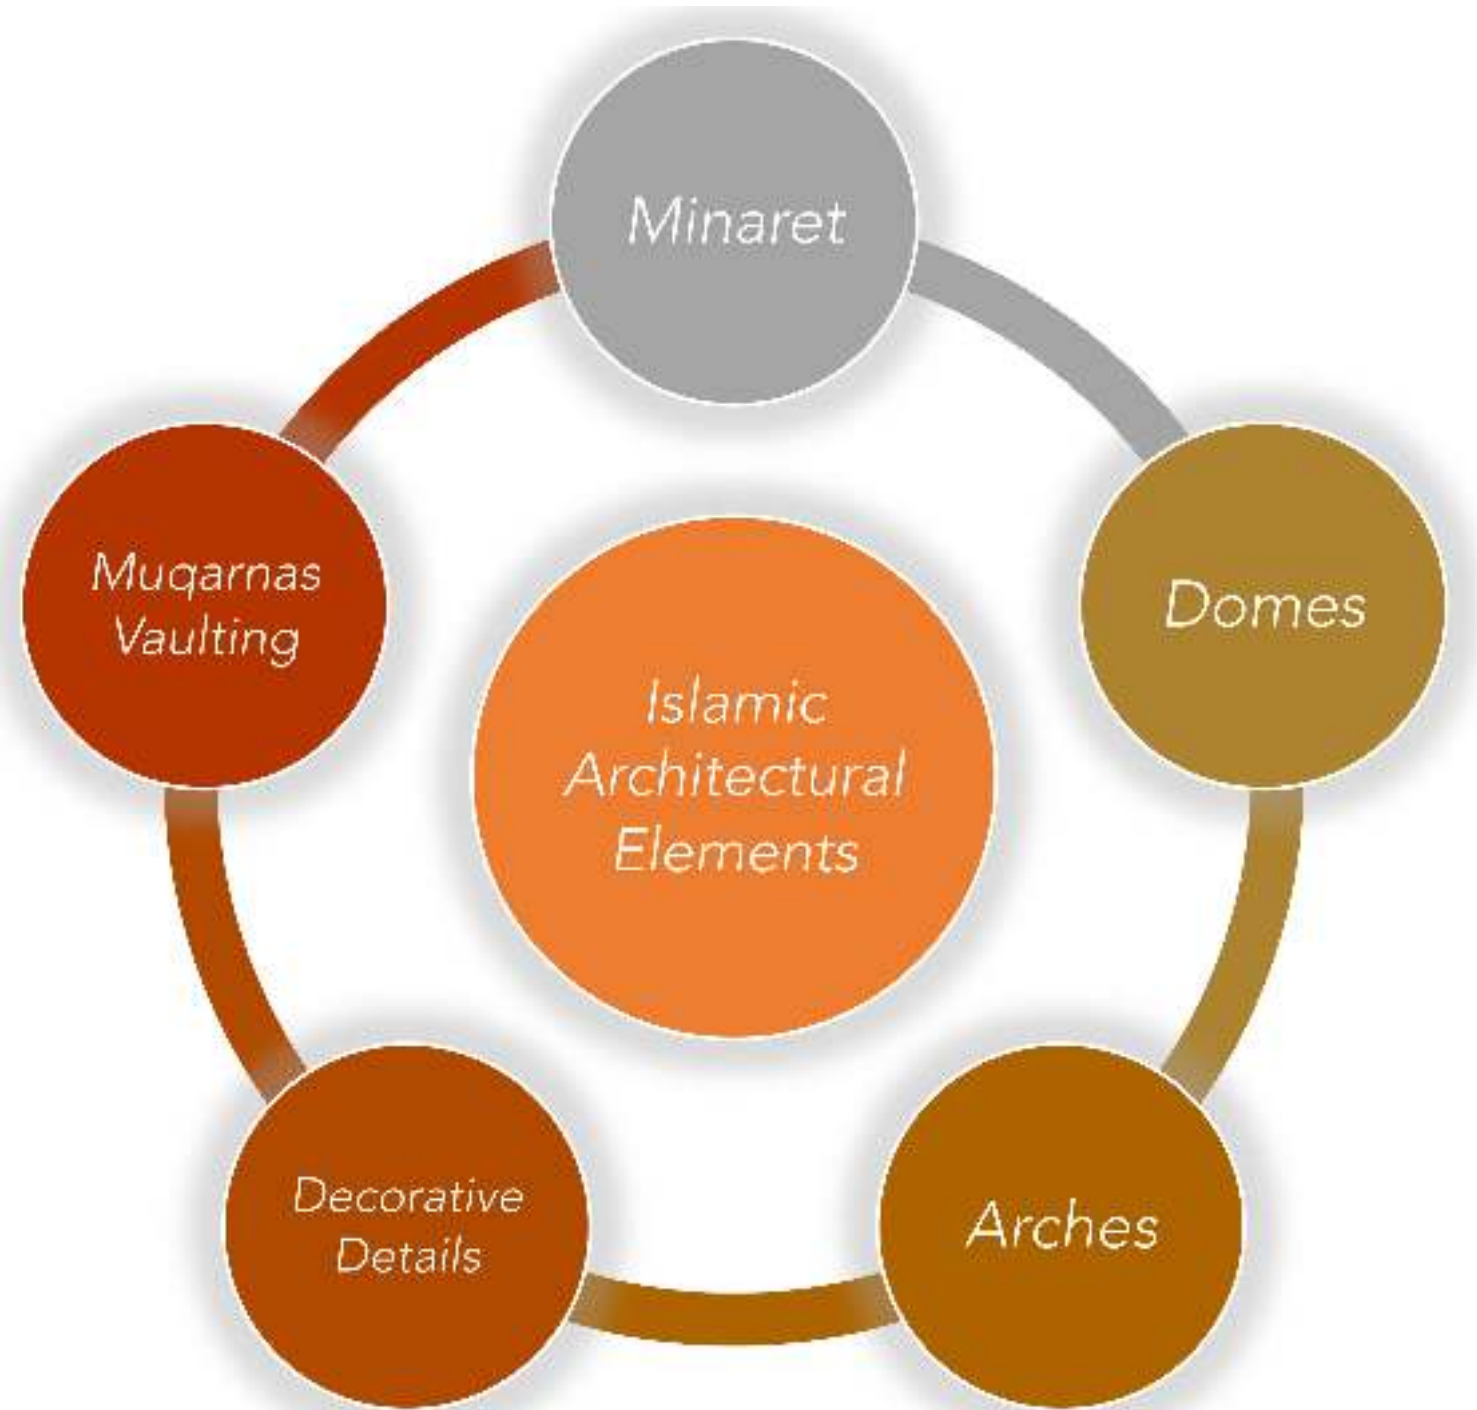 Minaret
Domes
Arches
Decorative
Details
Muqarnas
Vaulting
Islamic
Architectural
Elements